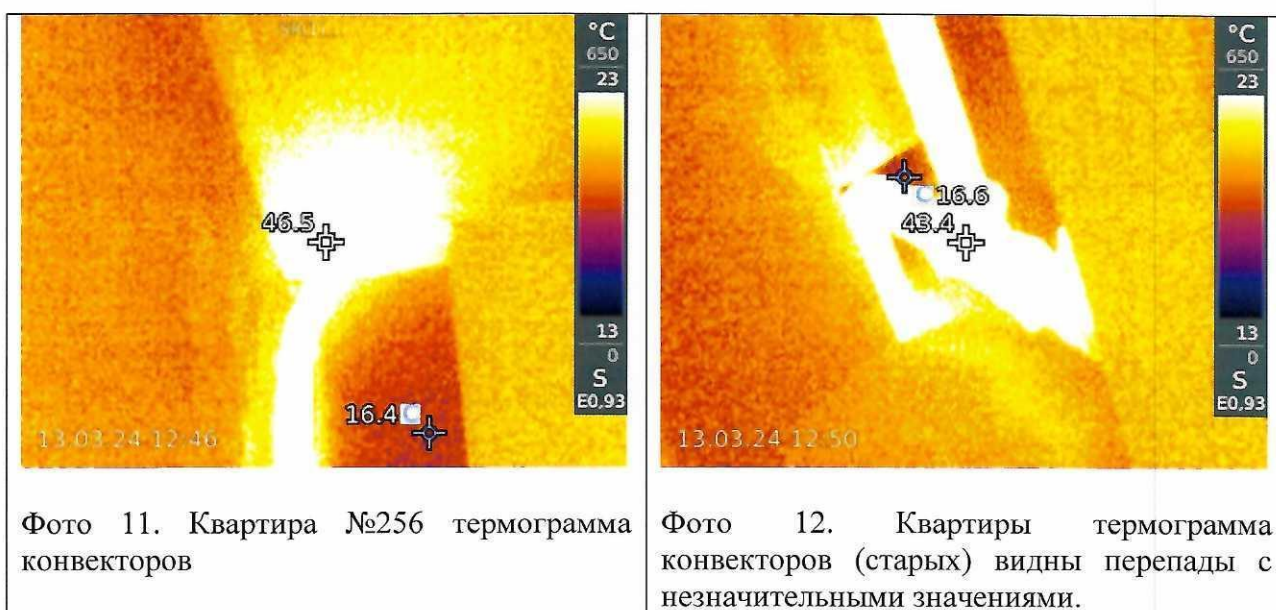 °C
650
23
46.5
16.4 C
13
0
S
E0,93
13.03.24 12:46
°C
650
23
16.6
43.4
13
0
S
E0,93
13.03.24 12:50
Фото 11. Квартира №256 термограмма
конвекторов
Фото 12. Квартиры термограмма
конвекторов (старых) видны перепады с
незначительными значениями.